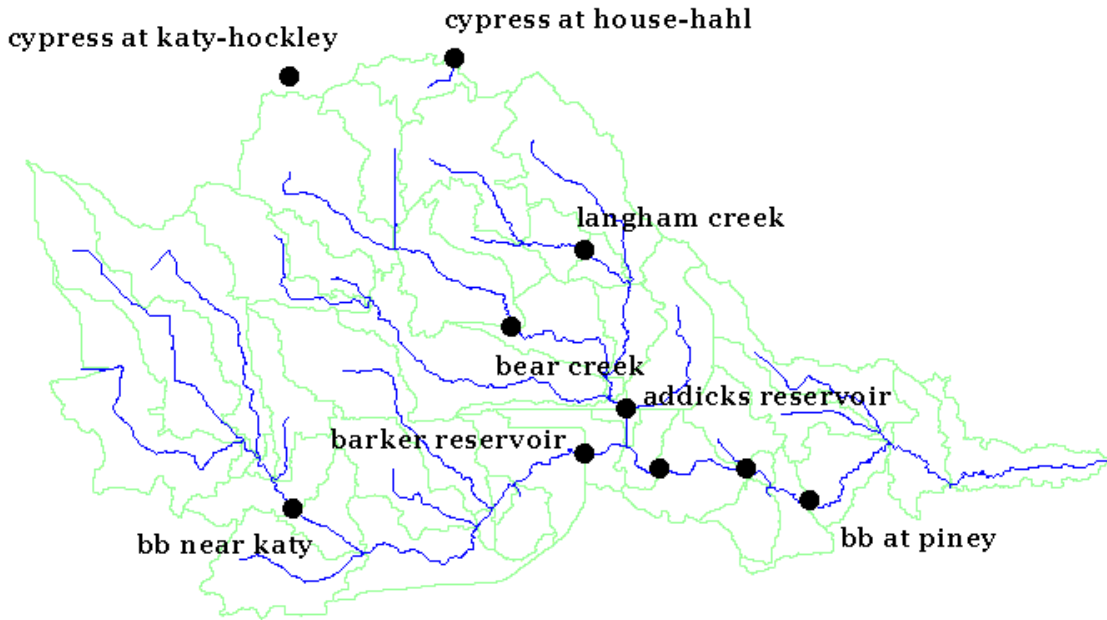 cypress at house-hahl
cypress at katy-hockley
langham creek
bear creek
addicks reservoir
barker reservoir
bb near katy
bb at piney